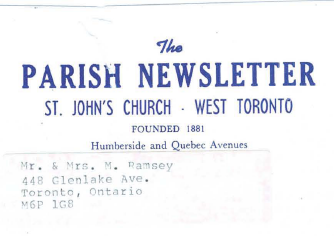 The
PARISH NEWSLETTER
ST. JOHN'S CHURCH · WEST TORONTO
FOUNDED 1881
Humberside and Quebec Avenues
Mr. & Mrs. M. Ramsey
448 Glenlake Ave.
Toronto, Ontario
M6P 1G8